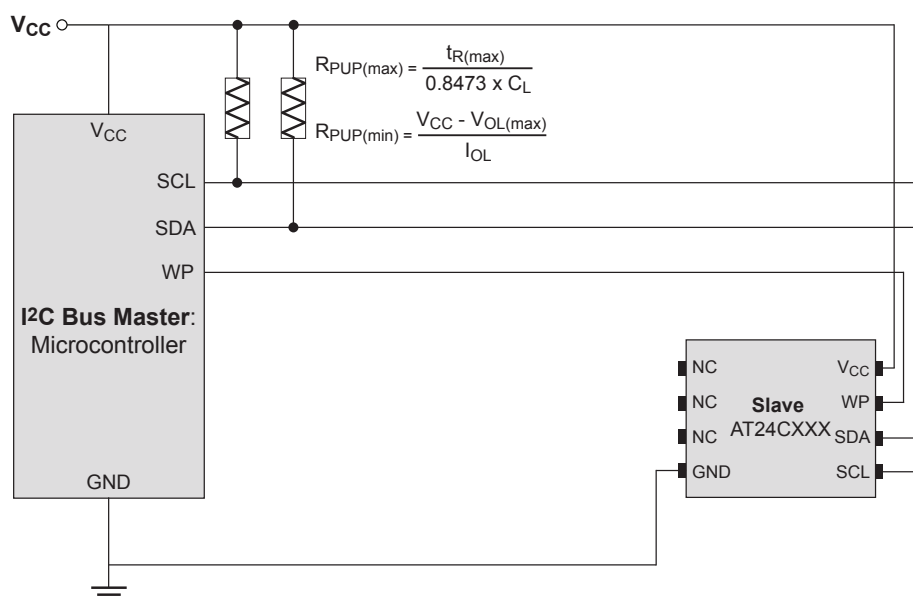 VCC
RPUP(max) = tR(max)
0.8473 x CL
RPUP(min) = VCC - VOL(max)
IOL
VCC
SCL
SDA
WP
I2C Bus Master:
Microcontroller
GND
NC
NC
NC
GND
Slave
AT24CXXX
VCC
WP
SDA
SCL